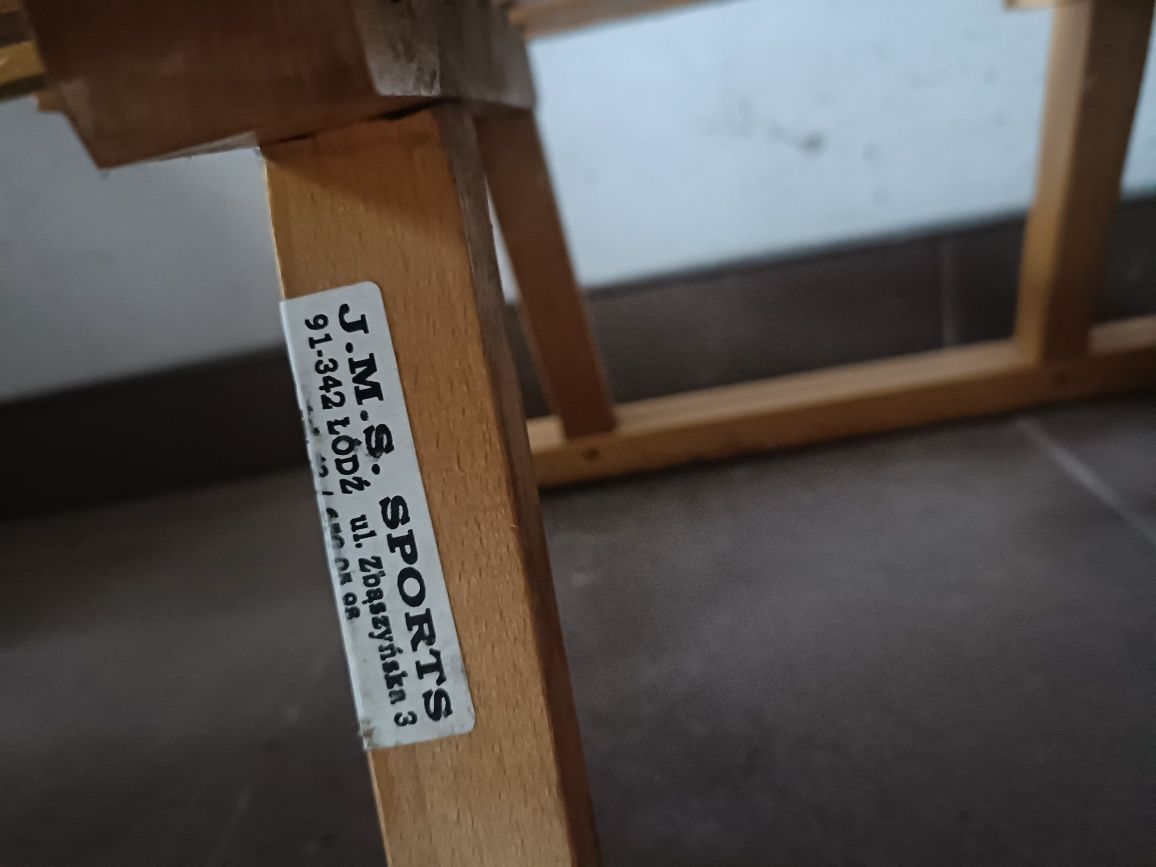 J.M.S. SPORTS
91-342 ŁÓDŹ ul. Zbąszyńska 3